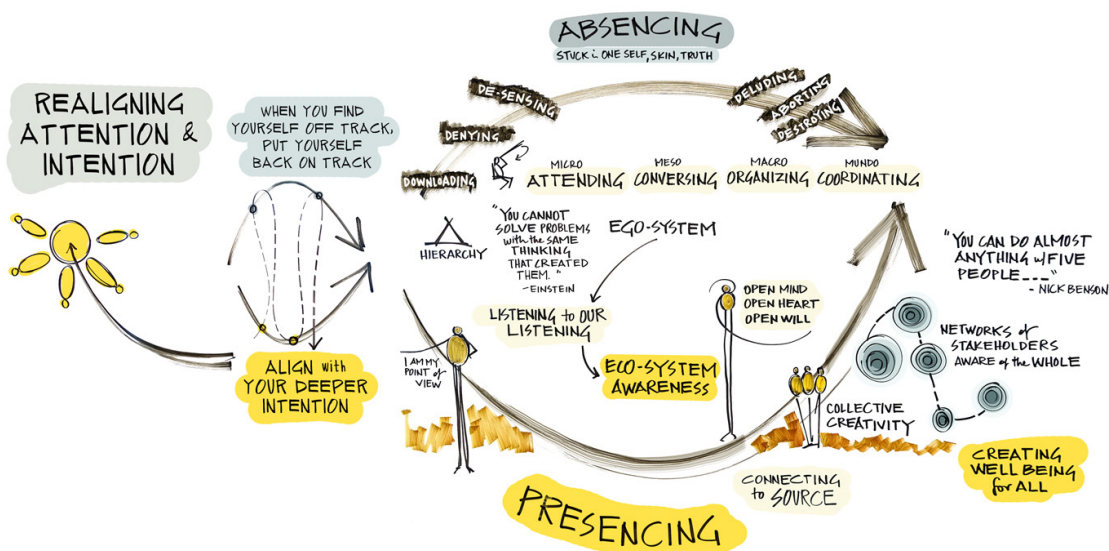 REALIGNING
ATTENTION &
INTENTION
WHEN YOU FIND
YOURSELF OFF TRACK,
PUT YOURSELF
BACK ON TRACK
ALIGN with
YOUR DEEPER
INTENTION
ABSENCING
STUCK in ONE SELF, SKIN, TRUTH
DOWNLOADING
DENYING
DE-SENSING
DELUDING
ABORTING
DESTROYING
MICRO
ATTENDING
MESO
CONVERSING
MACRO
ORGANIZING
MUNDO
COORDINATING
HIERARCHY
"YOU CANNOT
SOLVE PROBLEMS
with the SAME
THINKING
THAT CREATED
THEM."
-EINSTEIN
EGO-SYSTEM
LISTENING to OUR
LISTENING
ECO-SYSTEM
AWARENESS
I AM MY
POINT of
VIEW
OPEN MIND
OPEN HEART
OPEN WILL
COLLECTIVE
CREATIVITY
CONNECTING
to SOURCE
PRESENCING
"YOU CAN DO ALMOST
ANYTHING w/FIVE
PEOPLE___"
- NICK BENSON
NETWORKS of
STAKEHOLDERS
AWARE of the WHOLE
CREATING
WELL BEING
for ALL